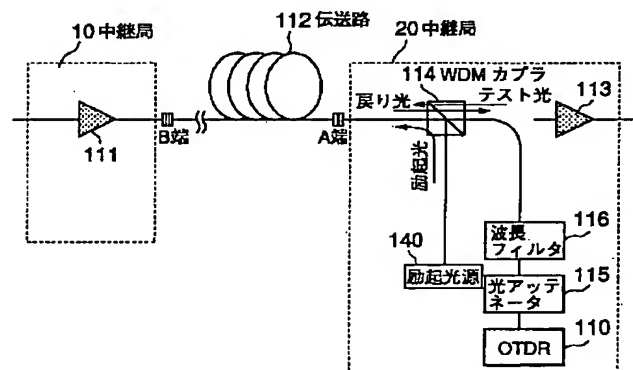 10 中継局
112 伝送路
20 中継局
114 WDM カプラ
戻り光
テスト光
113
111
B端
A端
励起光
140
励起光源
波長
フィルタ
116
光アッテ
ネータ
115
OTDR
110